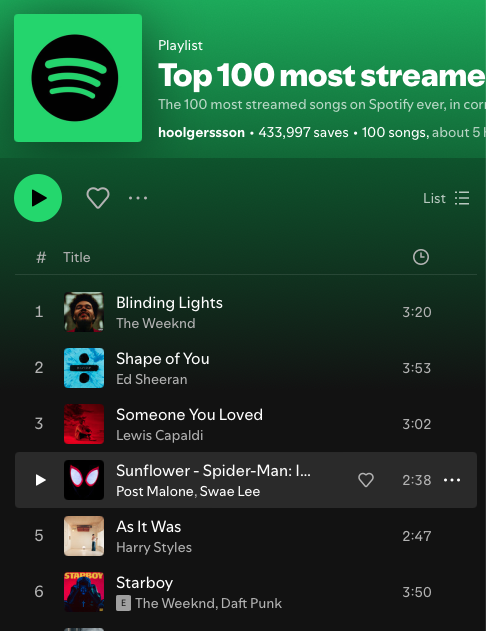 Playlist
Top 100 most streame
The 100 most streamed songs on Spotify ever, in corr
hoolgerssson • 433,997 saves • 100 songs, about 5 h
List
# Title
1 Blinding Lights 3:20
The Weeknd
2 Shape of You 3:53
Ed Sheeran
3 Someone You Loved 3:02
Lewis Capaldi
Sunflower - Spider-Man: I... 2:38
Post Malone, Swae Lee
5 As It Was 2:47
Harry Styles
STARBOY
6 Starboy 3:50
E The Weeknd, Daft Punk